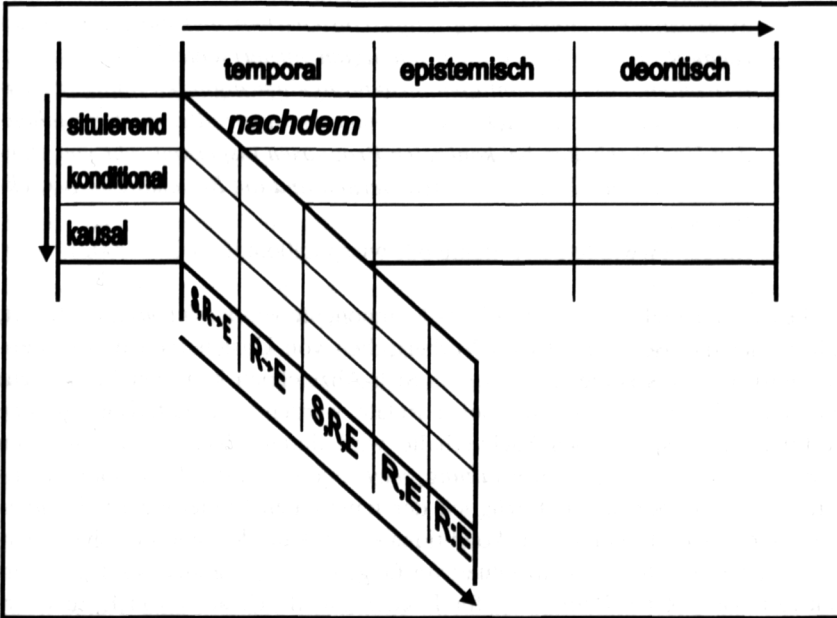 temporal epistemisch deontisch
situierend nachdem
konditional
kausal
S,R→E
R→E
S,R,E
R,E
R:E